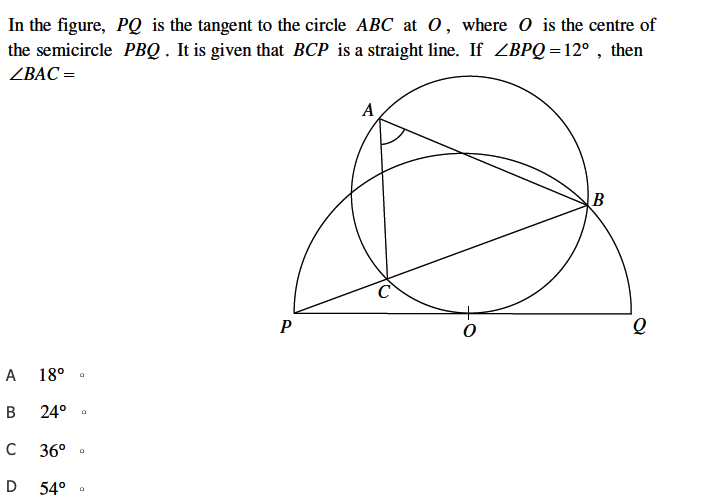 In the figure, PQ is the tangent to the circle ABC at O, where O is the centre of
the semicircle PBQ. It is given that BCP is a straight line. If ∠BPQ=12°, then
∠BAC=
A
B
C
P
O
Q
A 18° 。
B 24° 。
C 36° 。
D 54° 。